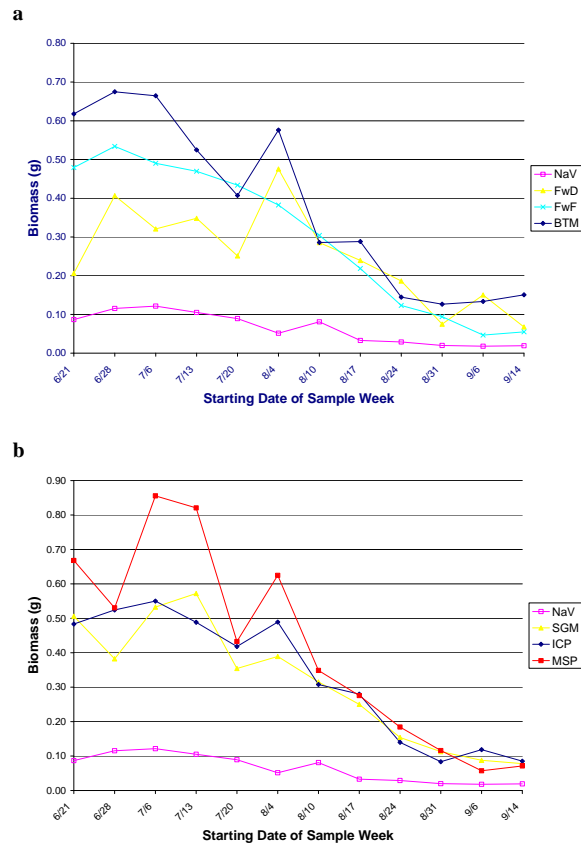 a
0.80
0.70
0.60
0.50
0.40
0.30
0.20
0.10
0.00
Biomass (g)
6/21 6/28 7/6 7/13 7/20 8/4 8/10 8/17 8/24 8/31 9/6 9/14
Starting Date of Sample Week
NaV
FwD
FwF
BTM
b
0.90
0.80
0.70
0.60
0.50
0.40
0.30
0.20
0.10
0.00
Biomass (g)
6/21 6/28 7/6 7/13 7/20 8/4 8/10 8/17 8/24 8/31 9/6 9/14
Starting Date of Sample Week
NaV
SGM
ICP
MSP